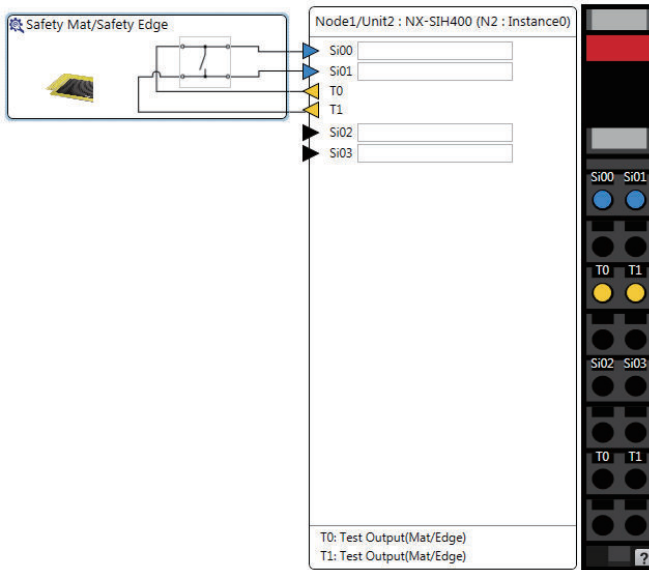 Safety Mat/Safety Edge
Node1/Unit2 : NX-SIH400 (N2 : Instance0)
Si00
Si01
T0
T1
Si02
Si03
T0: Test Output(Mat/Edge)
T1: Test Output(Mat/Edge)
Si00 Si01
T0 T1
Si02 Si03
T0 T1
?